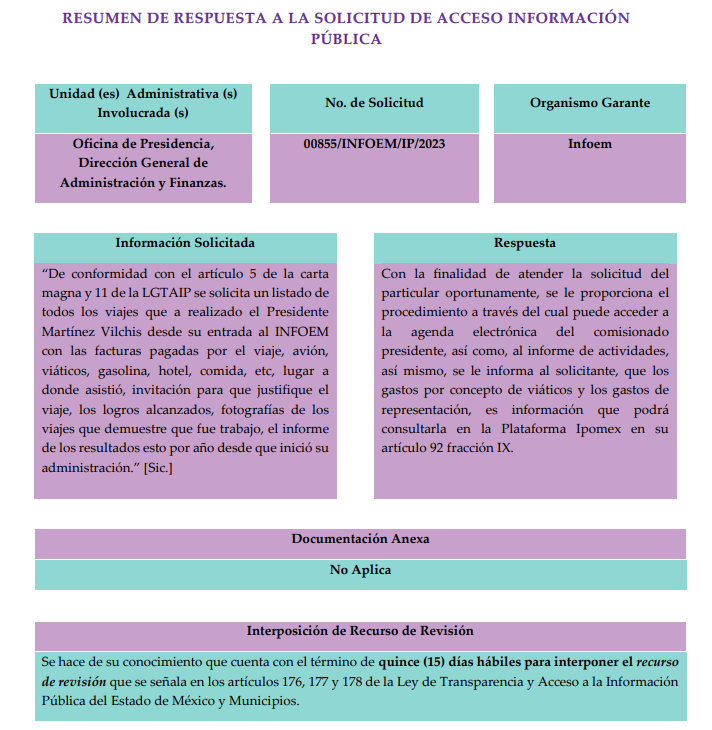 RESUMEN DE RESPUESTA A LA SOLICITUD DE ACCESO INFORMACIÓN
PÚBLICA
Unidad (es) Administrativa (s)
Involucrada (s)
No. de Solicitud
Organismo Garante
Oficina de Presidencia,
Dirección General de
Administración y Finanzas.
00855/INFOEM/IP/2023
Infoem
Información Solicitada
“De conformidad con el artículo 5 de la carta
magna y 11 de la LGTAIP se solicita un listado de
todos los viajes que a realizado el Presidente
Martínez Vilchis desde su entrada al INFOEM
con las facturas pagadas por el viaje, avión,
viáticos, gasolina, hotel, comida, etc, lugar a
donde asistió, invitación para que justifique el
viaje, los logros alcanzados, fotografías de los
viajes que demuestre que fue trabajo, el informe
de los resultados esto por año desde que inició su
administración.” [Sic.]
Respuesta
Con la finalidad de atender la solicitud del
particular oportunamente, se le proporciona el
procedimiento a través del cual puede acceder a
la agenda electrónica del comisionado
presidente, así como, al informe de actividades,
así mismo, se le informa al solicitante, que los
gastos por concepto de viáticos y los gastos de
representación, es información que podrá
consultarla en la Plataforma Ipomex en su
artículo 92 fracción IX.
Documentación Anexa
No Aplica
Interposición de Recurso de Revisión
Se hace de su conocimiento que cuenta con el término de quince (15) días hábiles para interponer el recurso
de revisión que se señala en los artículos 176, 177 y 178 de la Ley de Transparencia y Acceso a la Información
Pública del Estado de México y Municipios.